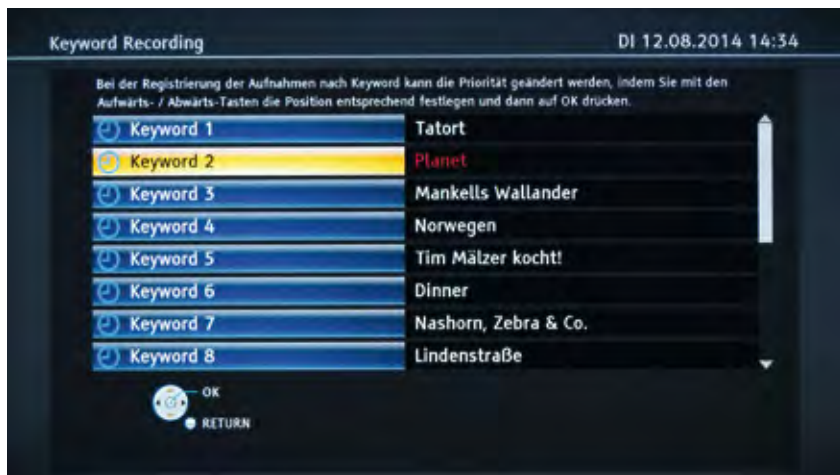 Keyword Recording DI 12.08.2014 14:34
Bei der Registrierung der Aufnahmen nach Keyword kann die Priorität geändert werden, indem Sie mit den
Aufwärts- / Abwärts-Tasten die Position entsprechend festlegen und dann auf OK drücken.
Keyword 1 Tatort
Keyword 2 Planet
Keyword 3 Mankells Wallander
Keyword 4 Norwegen
Keyword 5 Tim Mälzer kocht!
Keyword 6 Dinner
Keyword 7 Nashorn, Zebra & Co.
Keyword 8 Lindenstraße
OK
RETURN